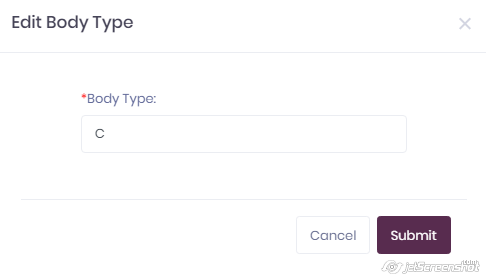 Edit Body Type
×
*Body Type:
C
Cancel
Submit
jetScreenshot